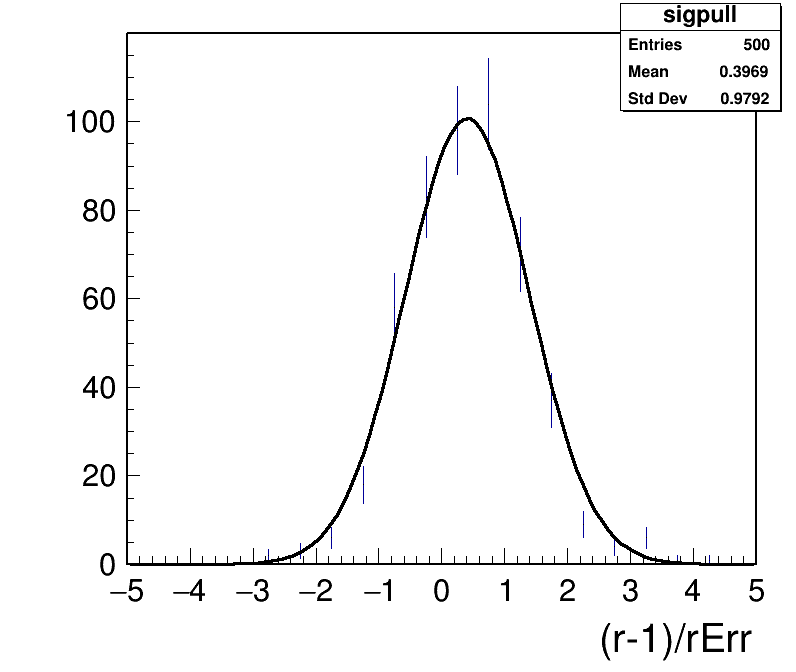 sigpull
Entries 500
Mean 0.3969
Std Dev 0.9792
100
80
60
40
20
0
−5 −4 −3 −2 −1 0 1 2 3 4 5
(r-1)/rErr